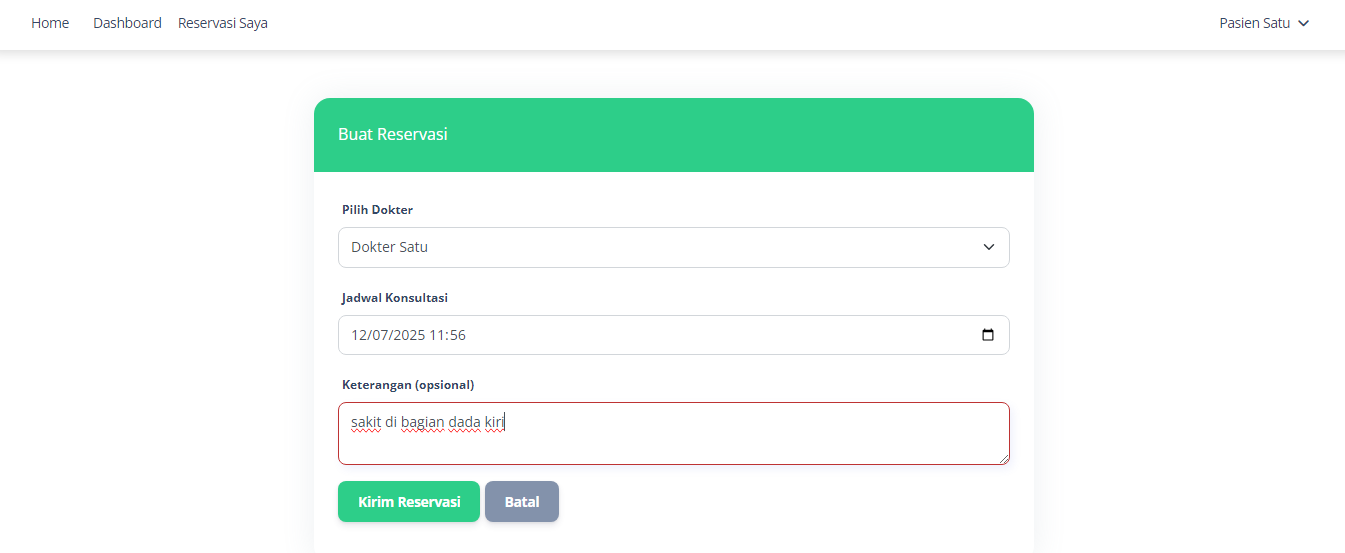 Home Dashboard Reservasi Saya Pasien Satu
Buat Reservasi
Pilih Dokter
Dokter Satu
Jadwal Konsultasi
12/07/2025 11:56
Keterangan (opsional)
sakit di bagian dada kiri
Kirim Reservasi Batal